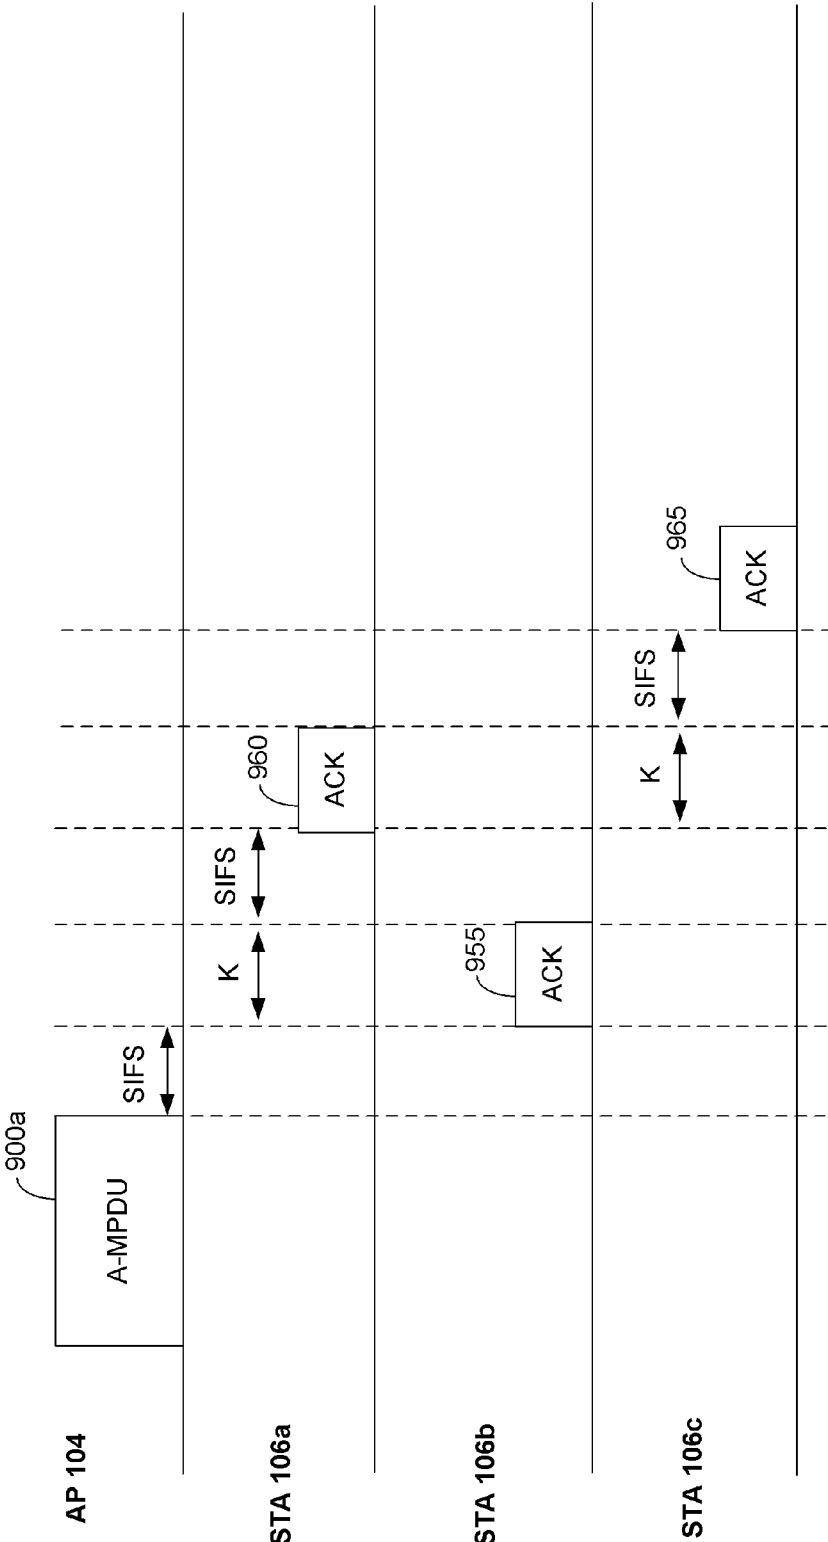 AP 104
900a
A-MPDU
SIFS
STA 106a
K
SIFS
960
ACK
STA 106b
955
ACK
STA 106c
K
SIFS
965
ACK